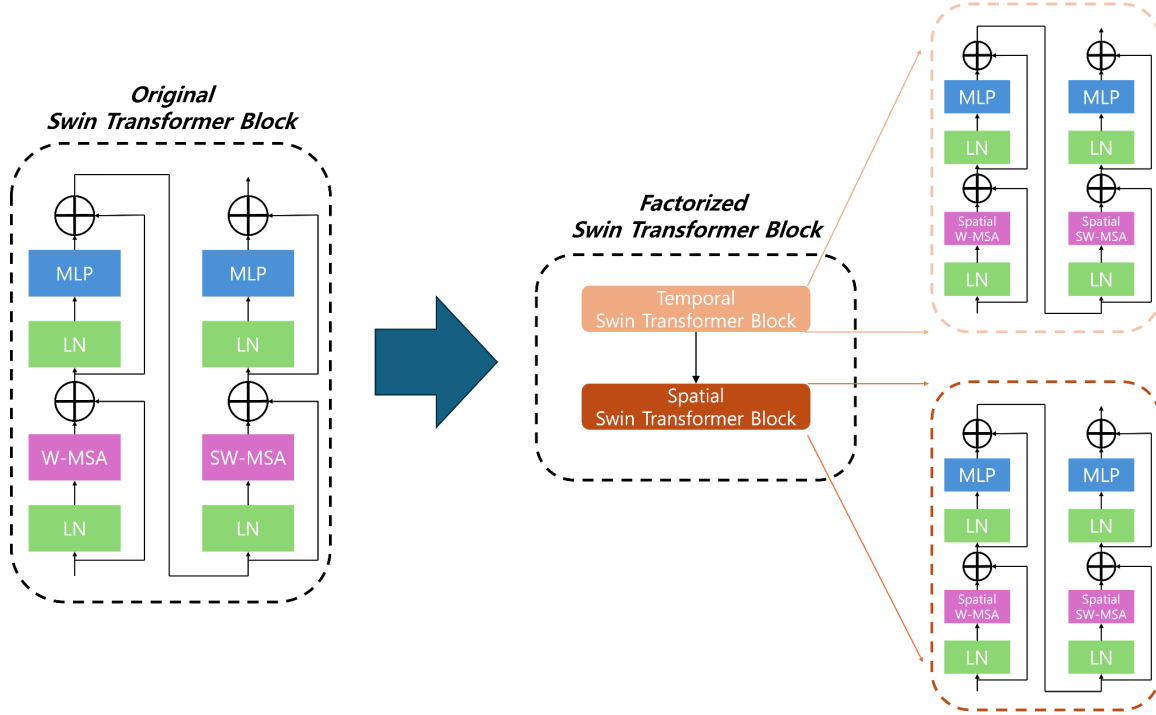 Original
Swin Transformer Block
MLP
MLP
LN
LN
W-MSA
SW-MSA
LN
LN
Factorized
Swin Transformer Block
Temporal
Swin Transformer Block
Spatial
Swin Transformer Block
MLP
MLP
LN
LN
Spatial
W-MSA
Spatial
SW-MSA
LN
LN
MLP
MLP
LN
LN
Spatial
W-MSA
Spatial
SW-MSA
LN
LN